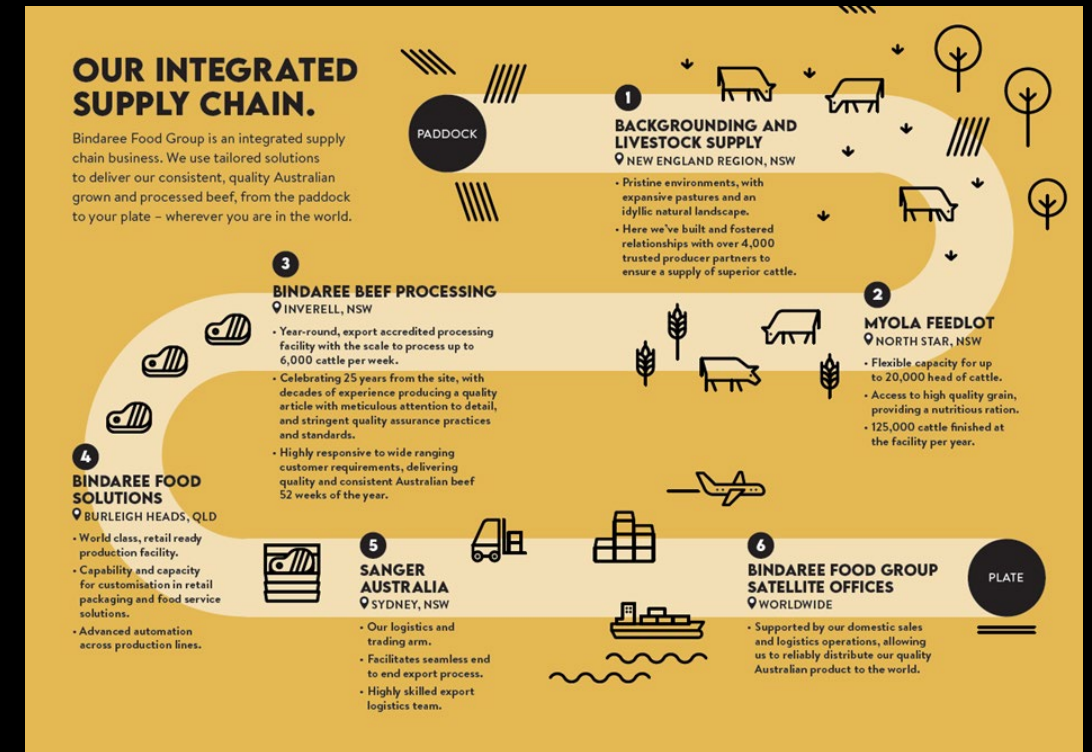 OUR INTEGRATED
SUPPLY CHAIN.
Bindaree Food Group is an integrated supply
chain business. We use tailored solutions
to deliver our consistent, quality Australian
grown and processed beef, from the paddock
to your plate – wherever you are in the world.
PADDOCK
1
BACKGROUNDING AND
LIVESTOCK SUPPLY
NEW ENGLAND REGION, NSW
• Pristine environments, with
expansive pastures and an
idyllic natural landscape.
• Here we've built and fostered
relationships with over 4,000
trusted producer partners to
ensure a supply of superior cattle.
2
MYOLA FEEDLOT
NORTH STAR, NSW
• Flexible capacity for up
to 20,000 head of cattle.
• Access to high quality grain,
providing a nutritious ration.
• 125,000 cattle finished at
the facility per year.
3
BINDAREE BEEF PROCESSING
INVERELL, NSW
• Year-round, export accredited processing
facility with the scale to process up to
6,000 cattle per week.
• Celebrating 25 years from the site, with
decades of experience producing a quality
article with meticulous attention to detail,
and stringent quality assurance practices
and standards.
• Highly responsive to wide ranging
customer requirements, delivering
quality and consistent Australian beef
52 weeks of the year.
4
BINDAREE FOOD
SOLUTIONS
BURLEIGH HEADS, QLD
• World class, retail ready
production facility.
• Capability and capacity
for customisation in retail
packaging and food service
solutions.
• Advanced automation
across production lines.
5
SANGER
AUSTRALIA
SYDNEY, NSW
• Our logistics and
trading arm.
• Facilitates seamless end
to end export process.
• Highly skilled export
logistics team.
6
BINDAREE FOOD GROUP
SATELLITE OFFICES
WORLDWIDE
• Supported by our domestic sales
and logistics operations, allowing
us to reliably distribute our quality
Australian product to the world.
PLATE